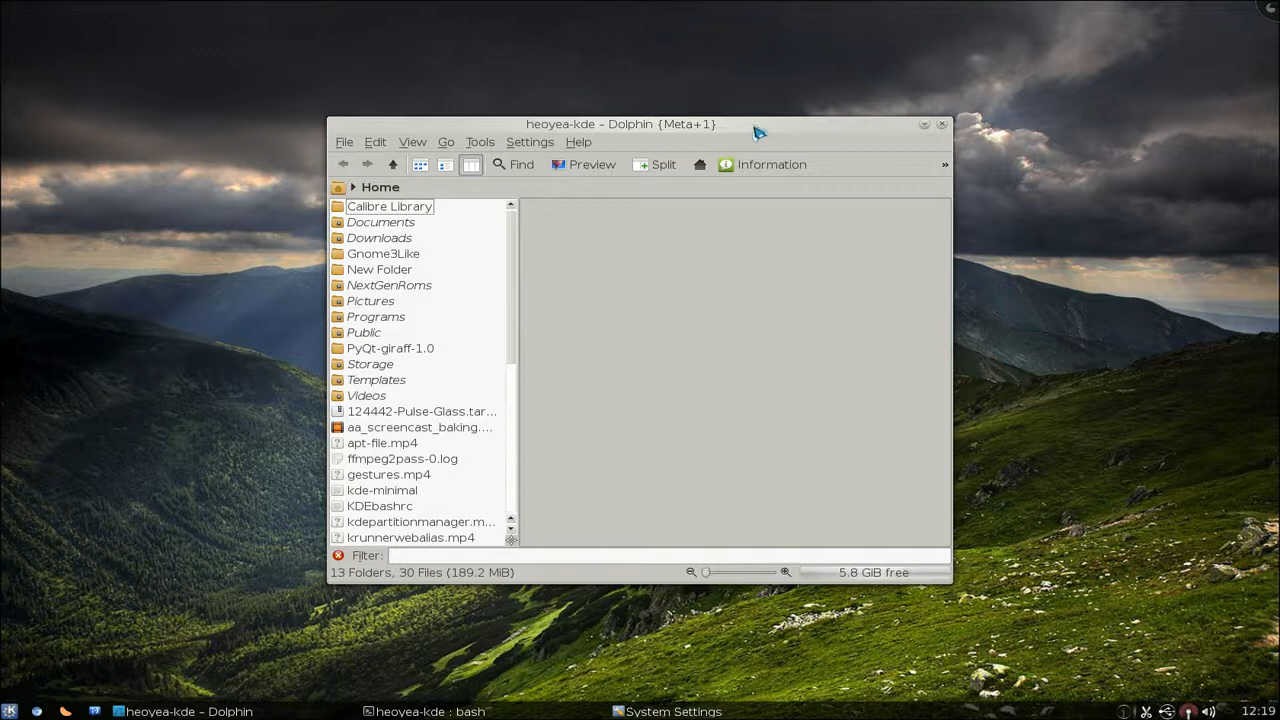 heoyea-kde – Dolphin {Meta+1}
File Edit View Go Tools Settings Help
Find Preview Split Information »
Home
Calibre Library
Documents
Downloads
Gnome3Like
New Folder
NextGenRoms
Pictures
Programs
Public
PyQt-giraff-1.0
Storage
Templates
Videos
124442-Pulse-Glass.tar...
aa_screencast_baking....
apt-file.mp4
ffmpeg2pass-0.log
gestures.mp4
kde-minimal
KDEbashrc
kdepartitionmanager.m...
krunnerwebalias.mp4
Filter:
13 Folders, 30 Files (189.2 MiB) 5.8 GiB free
heoyea-kde – Dolphin heoyea-kde : bash System Settings 12:19